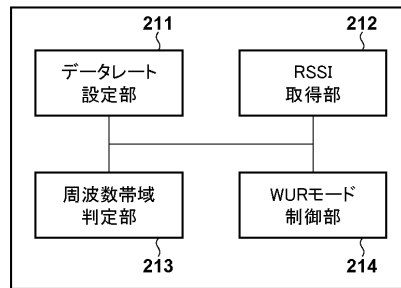 211
212
データレート
設定部
RSSI
取得部
周波数帯域
判定部
WURモード
制御部
213
214